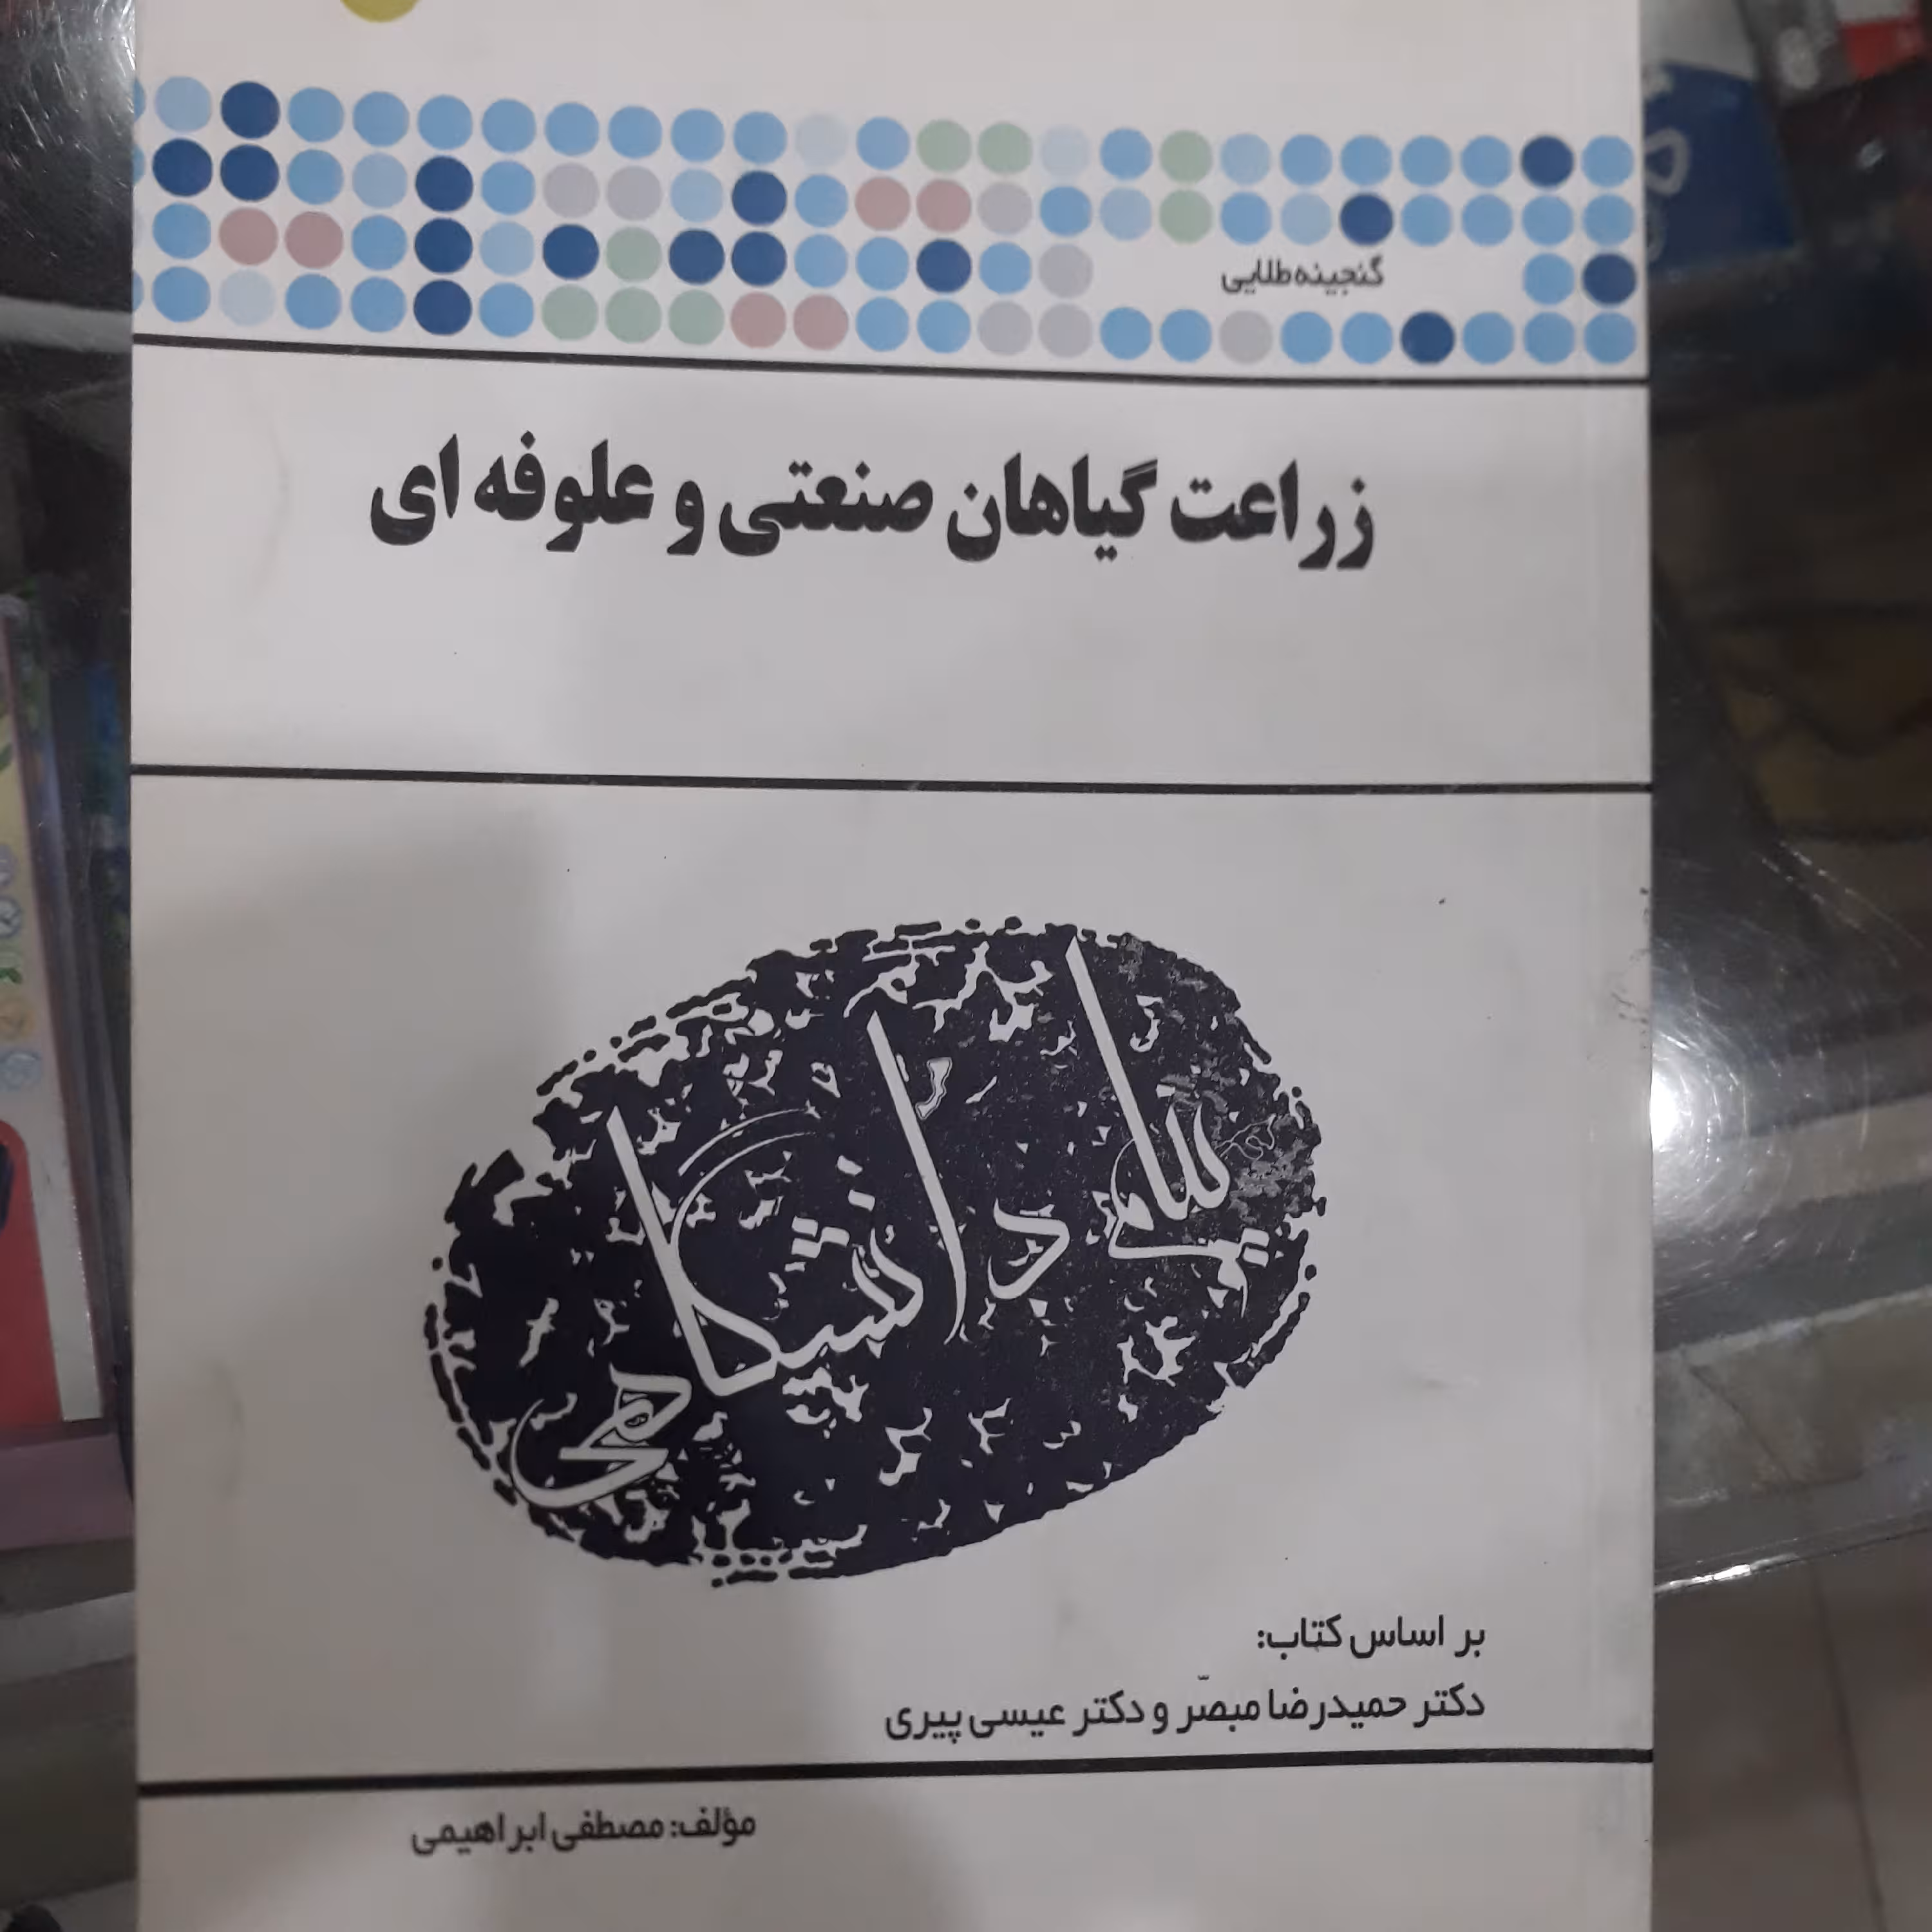 گنجینه طلایی
زراعت گیاهان صنعتی و علوفه ای
پیام دانشگاهی
بر اساس کتاب:
دکتر حمیدرضا مبصّر و دکتر عیسی پیری
مؤلف: مصطفی ابراهیمی